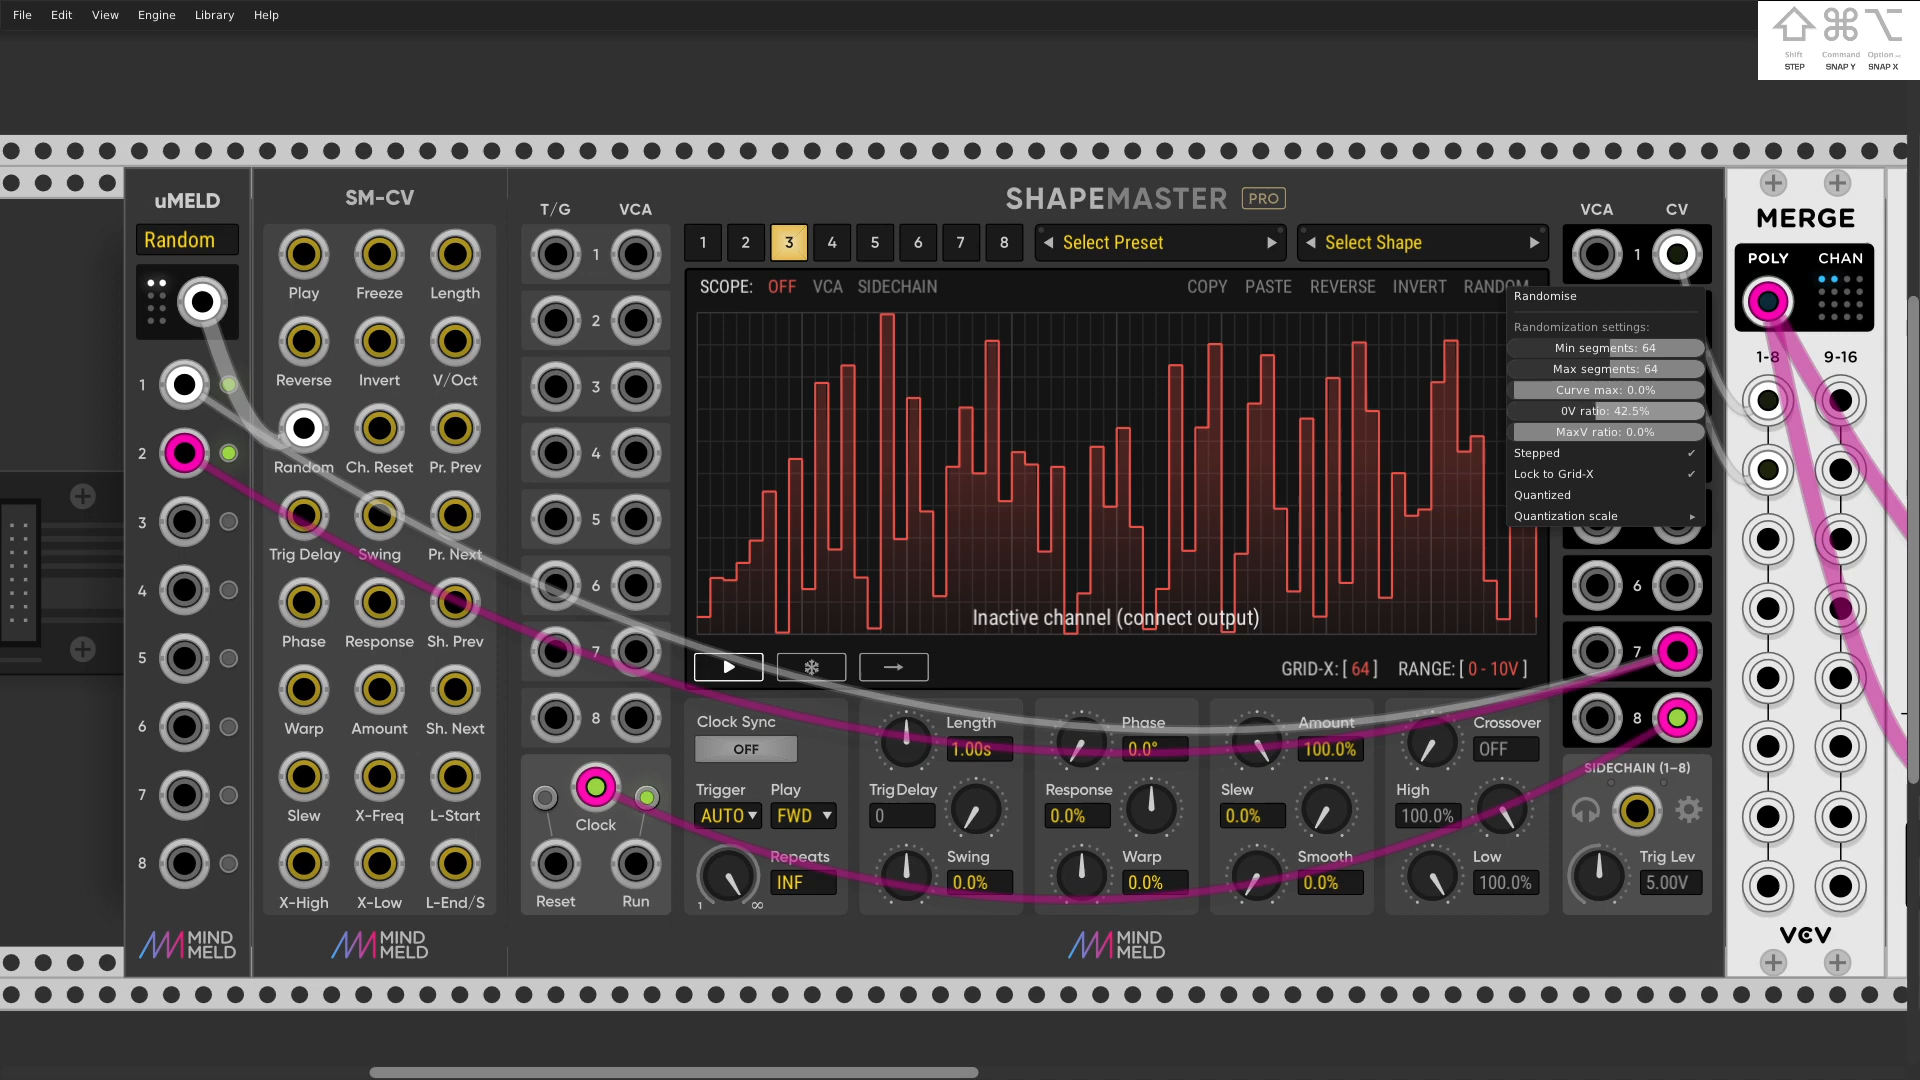 File Edit View Engine Library Help
Shift Command Option
STEP SNAP Y SNAP X
uMELD
Random
1
2
3
4
5
6
7
8
MIND MELD
SM-CV
Play Freeze Length
Reverse Invert V/Oct
Random Ch. Reset Pr. Prev
Trig Delay Swing Pr. Next
Phase Response Sh. Prev
Warp Amount Sh. Next
Slew X-Freq L-Start
X-High X-Low L-End/S
MIND MELD
T/G VCA
1
2
3
4
5
6
7
8
Clock
Reset Run
SHAPEMASTER PRO
1 2 3 4 5 6 7 8 Select Preset Select Shape
SCOPE: OFF VCA SIDECHAIN COPY PASTE REVERSE INVERT RANDOM
Inactive channel (connect output)
GRID-X: [ 64 ] RANGE: [ 0 - 10V ]
Randomise
Randomization settings:
Min segments: 64
Max segments: 64
Curve max: 0.0%
0V ratio: 42.5%
MaxV ratio: 0.0%
Stepped ✓
Lock to Grid-X ✓
Quantized
Quantization scale ▸
Clock Sync
OFF
Trigger Play
AUTO FWD
Repeats
INF
1 ∞
Length
1.00s
Trig Delay
0
Swing
0.0%
Phase
0.0°
Response
0.0%
Warp
0.0%
Amount
100.0%
Slew
0.0%
Smooth
0.0%
Crossover
OFF
High
100.0%
Low
100.0%
MIND MELD
VCA CV
1
6
7
8
SIDECHAIN (1–8)
Trig Lev
5.00V
MERGE
POLY CHAN
1-8 9-16
VCV